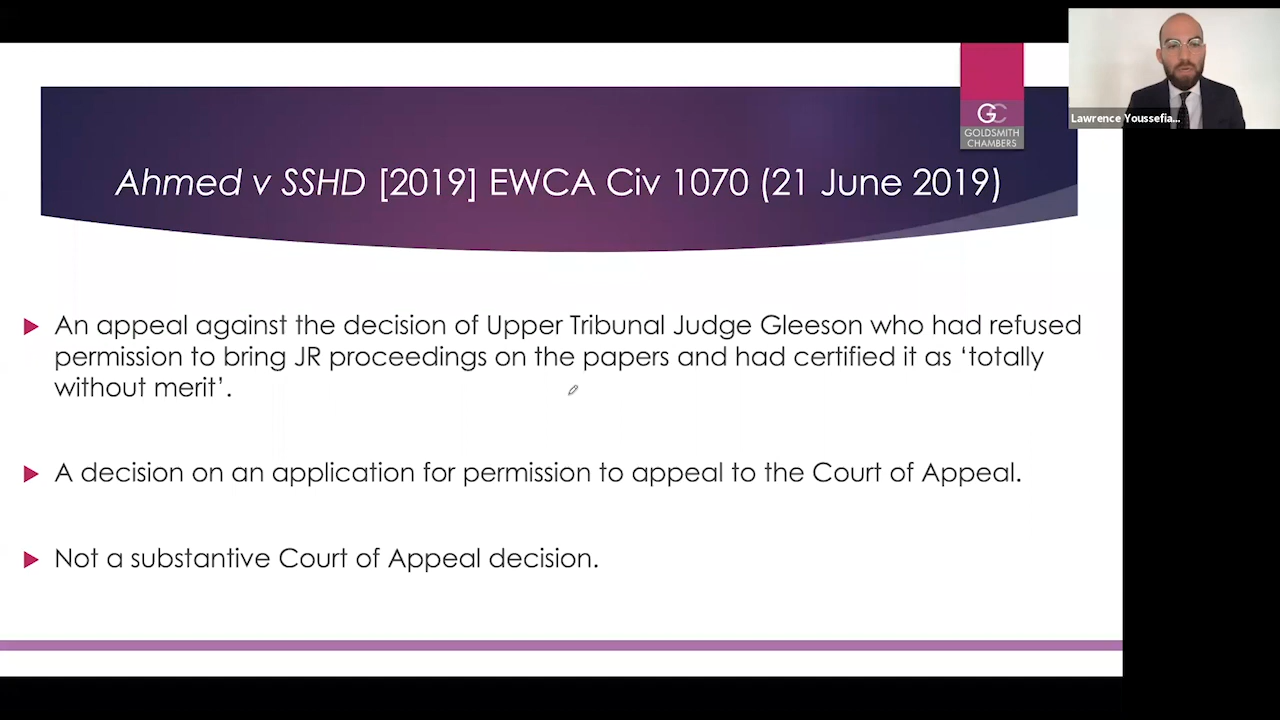 Lawrence Youssefia...
GC
GOLDSMITH
CHAMBERS
Ahmed v SSHD [2019] EWCA Civ 1070 (21 June 2019)
An appeal against the decision of Upper Tribunal Judge Gleeson who had refused
permission to bring JR proceedings on the papers and had certified it as ‘totally
without merit’.
A decision on an application for permission to appeal to the Court of Appeal.
Not a substantive Court of Appeal decision.